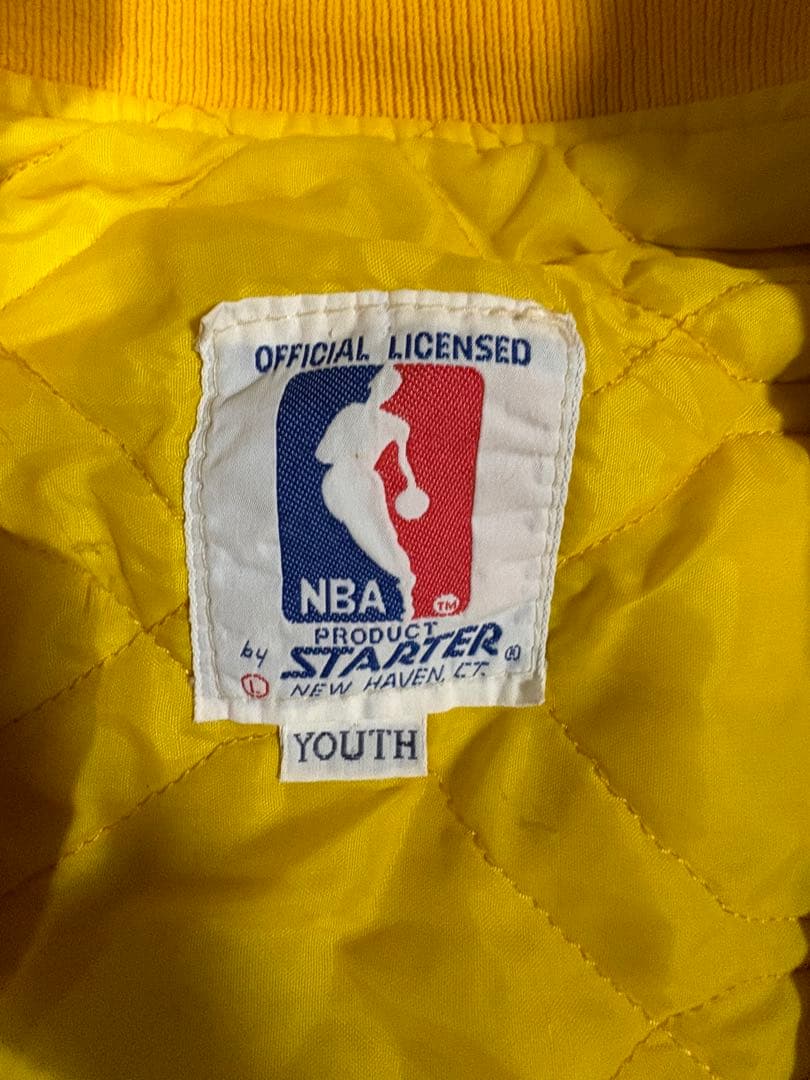 OFFICIAL LICENSED
NBA TM
PRODUCT
by STARTER ®
L NEW HAVEN, CT.
YOUTH